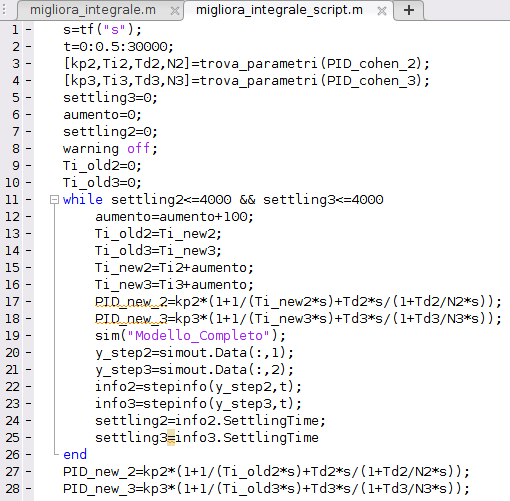 migliora_integrale.m × migliora_integrale_script.m × +
1 - s=tf("s");
2 - t=0:0.5:30000;
3 - [kp2,Ti2,Td2,N2]=trova_parametri(PID_cohen_2);
4 - [kp3,Ti3,Td3,N3]=trova_parametri(PID_cohen_3);
5 - settling3=0;
6 - aumento=0;
7 - settling2=0;
8 - warning off;
9 - Ti_old2=0;
10 - Ti_old3=0;
11 - while settling2<=4000 && settling3<=4000
12 - aumento=aumento+100;
13 - Ti_old2=Ti_new2;
14 - Ti_old3=Ti_new3;
15 - Ti_new2=Ti2+aumento;
16 - Ti_new3=Ti3+aumento;
17 - PID_new_2=kp2*(1+1/(Ti_new2*s)+Td2*s/(1+Td2/N2*s));
18 - PID_new_3=kp3*(1+1/(Ti_new3*s)+Td3*s/(1+Td3/N3*s));
19 - sim("Modello_Completo");
20 - y_step2=simout.Data(:,1);
21 - y_step3=simout.Data(:,2);
22 - info2=stepinfo(y_step2,t);
23 - info3=stepinfo(y_step3,t);
24 - settling2=info2.SettlingTime;
25 - settling3=info3.SettlingTime
26 - end
27 - PID_new_2=kp2*(1+1/(Ti_old2*s)+Td2*s/(1+Td2/N2*s));
28 - PID_new_3=kp3*(1+1/(Ti_old3*s)+Td3*s/(1+Td3/N3*s));